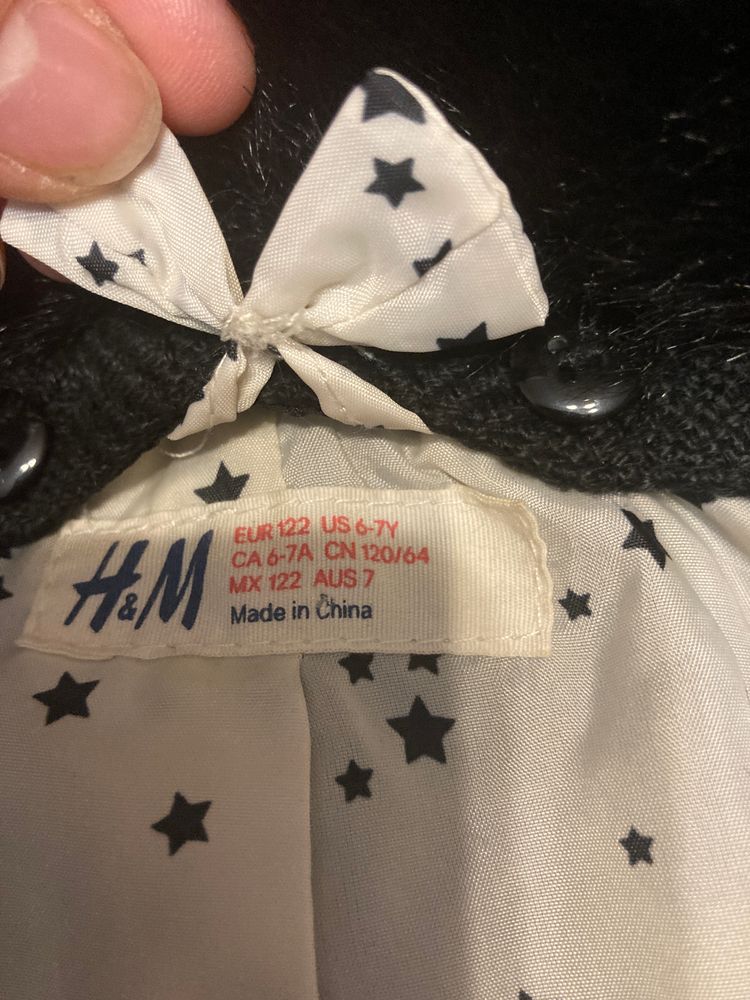 H&M
EUR 122 US 6-7Y
CA 6-7A CN 120/64
MX 122 AUS 7
Made in China